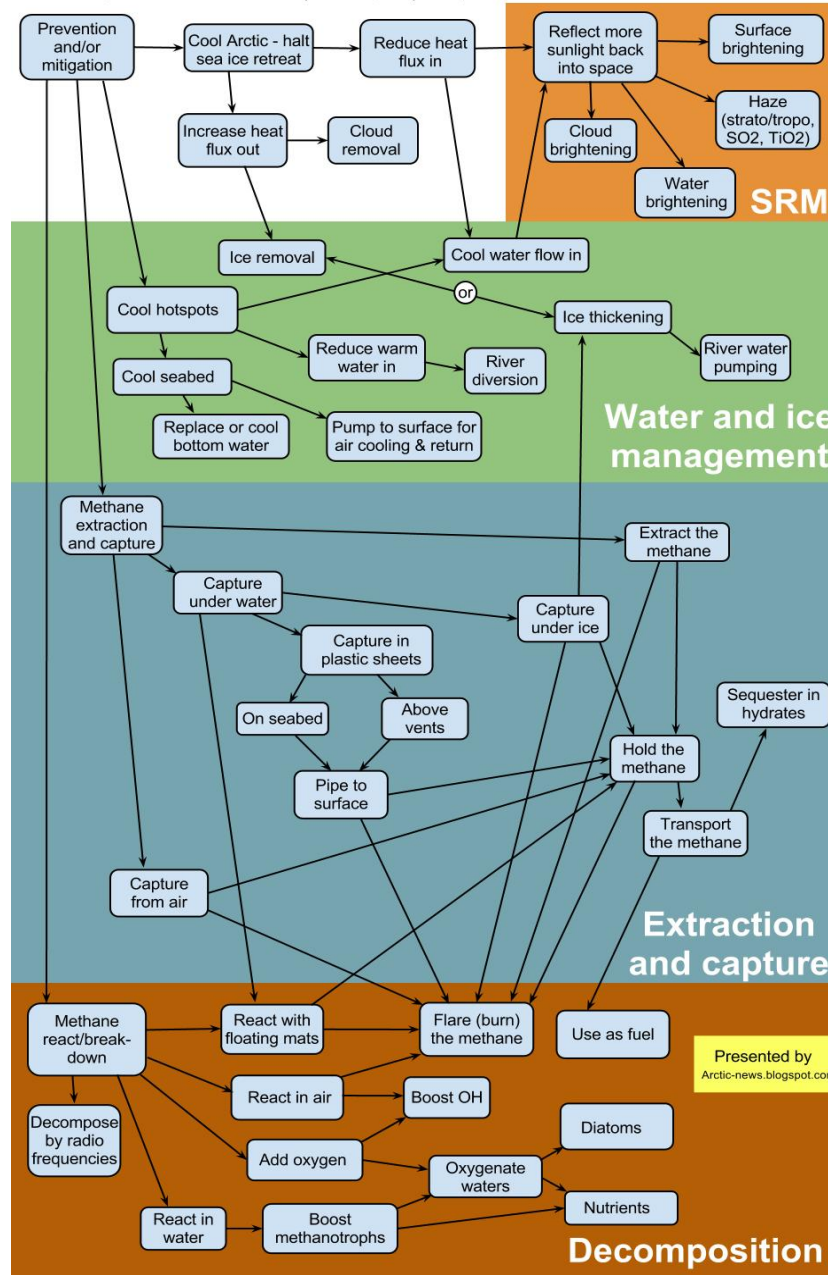 Prevention
and/or
mitigation
Cool Arctic - halt
sea ice retreat
Reduce heat
flux in
Reflect more
sunlight back
into space
Surface
brightening
Increase heat
flux out
Cloud
removal
Cloud
brightening
Haze
(strato/tropo,
SO2, TiO2)
Water
brightening
SRM
Ice removal
Cool water flow in
or
Cool hotspots
Ice thickening
Reduce warm
water in
River
diversion
River water
pumping
Cool seabed
Replace or cool
bottom water
Pump to surface for
air cooling & return
Water and ice
management
Methane
extraction
and capture
Extract the
methane
Capture
under water
Capture
under ice
Capture in
plastic sheets
On seabed
Above
vents
Sequester in
hydrates
Hold the
methane
Pipe to
surface
Transport
the methane
Capture
from air
Extraction
and capture
Methane
react/break-
down
React with
floating mats
Flare (burn)
the methane
Use as fuel
Presented by
Arctic-news.blogspot.com
React in air
Boost OH
Decompose
by radio
frequencies
Add oxygen
Oxygenate
waters
Diatoms
React in
water
Boost
methanotrophs
Nutrients
Decomposition